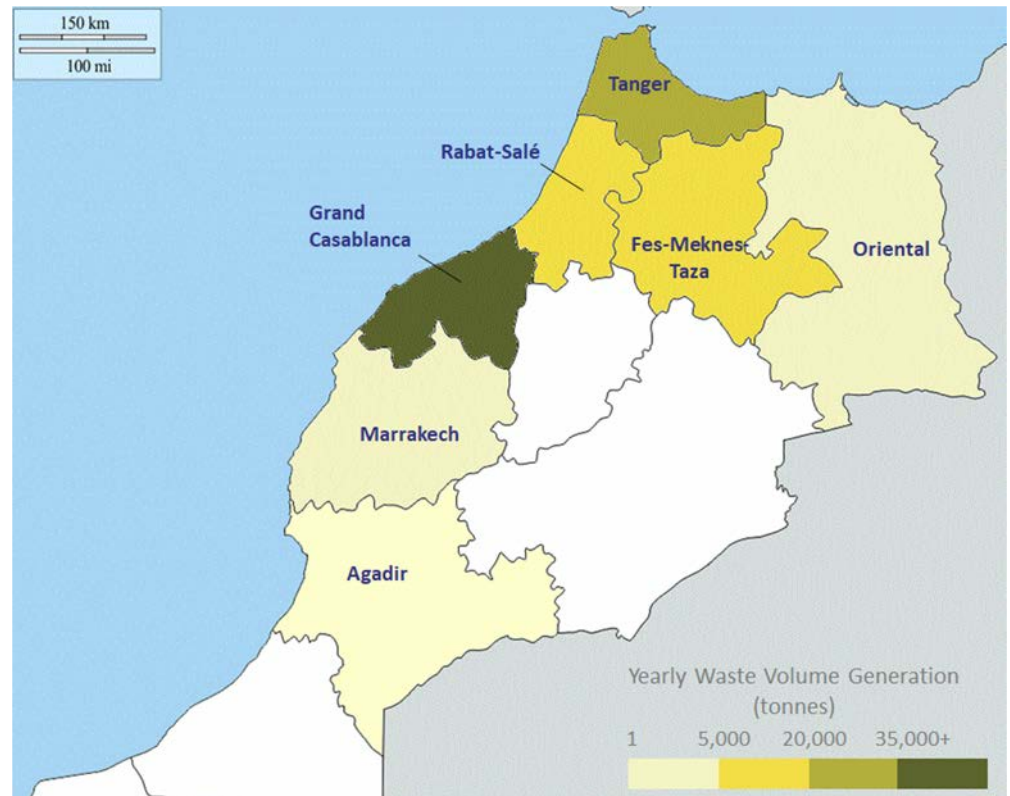 150 km
100 mi
Tanger
Rabat-Salé
Grand
Casablanca
Fes-Meknes-
Taza
Oriental
Marrakech
Agadir
Yearly Waste Volume Generation
(tonnes)
1 5,000 20,000 35,000+